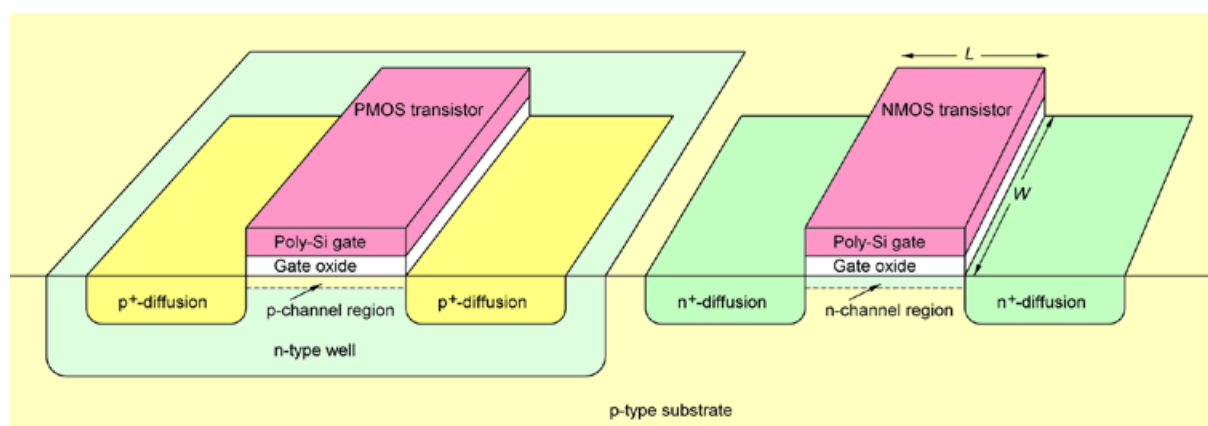 L
PMOS transistor
NMOS transistor
W
Poly-Si gate
Poly-Si gate
Gate oxide
Gate oxide
p+-diffusion
p-channel region
p+-diffusion
n+-diffusion
n-channel region
n+-diffusion
n-type well
p-type substrate